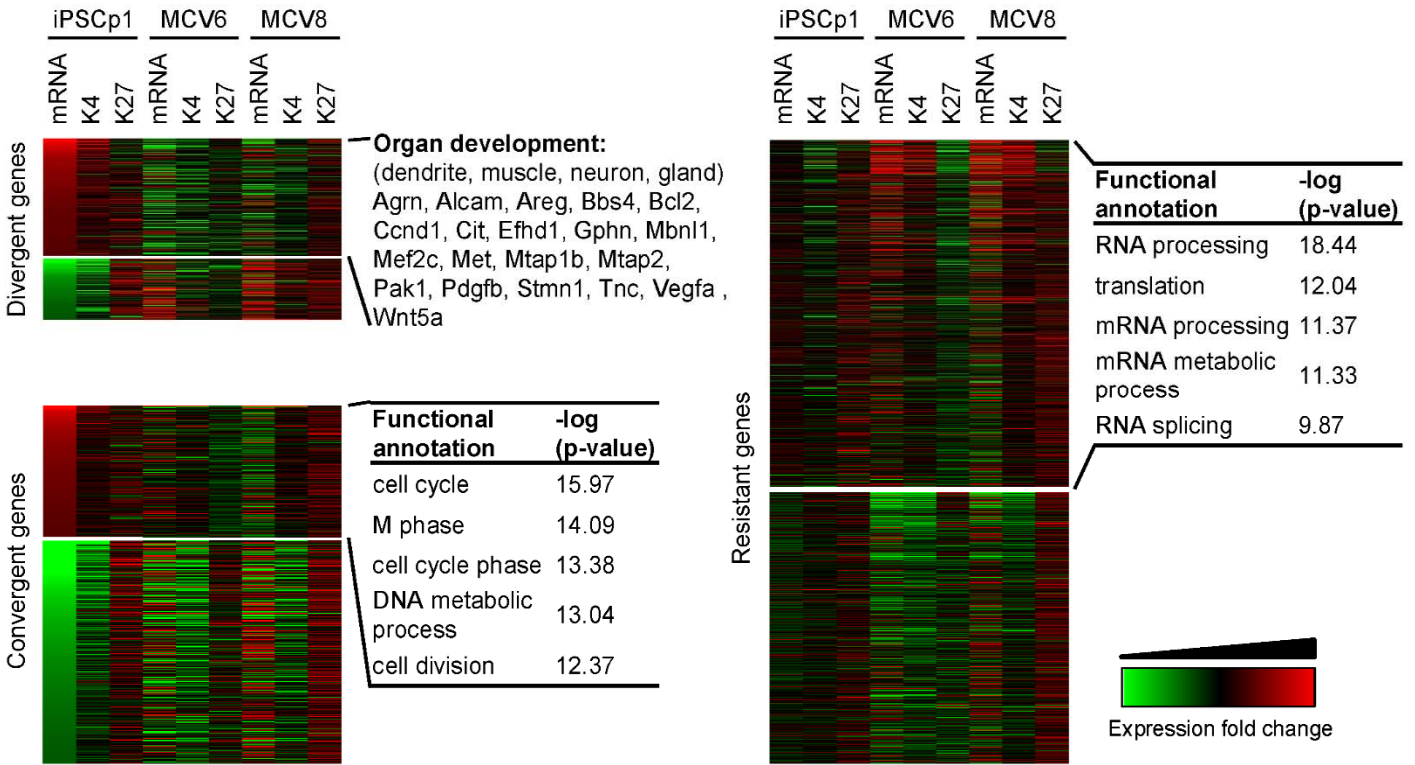 iPSCp1 MCV6 MCV8
mRNA K4 K27 mRNA K4 K27 mRNA K4 K27
Divergent genes
Organ development:
(dendrite, muscle, neuron, gland)
Agrn, Alcam, Areg, Bbs4, Bcl2,
Ccnd1, Cit, Efhd1, Gphn, Mbnl1,
Mef2c, Met, Mtap1b, Mtap2,
Pak1, Pdgfb, Stmn1, Tnc, Vegfa ,
Wnt5a
Convergent genes
Functional annotation -log (p-value)
cell cycle 15.97
M phase 14.09
cell cycle phase 13.38
DNA metabolic process 13.04
cell division 12.37
iPSCp1 MCV6 MCV8
mRNA K4 K27 mRNA K4 K27 mRNA K4 K27
Resistant genes
Functional annotation -log (p-value)
RNA processing 18.44
translation 12.04
mRNA processing 11.37
mRNA metabolic process 11.33
RNA splicing 9.87
Expression fold change